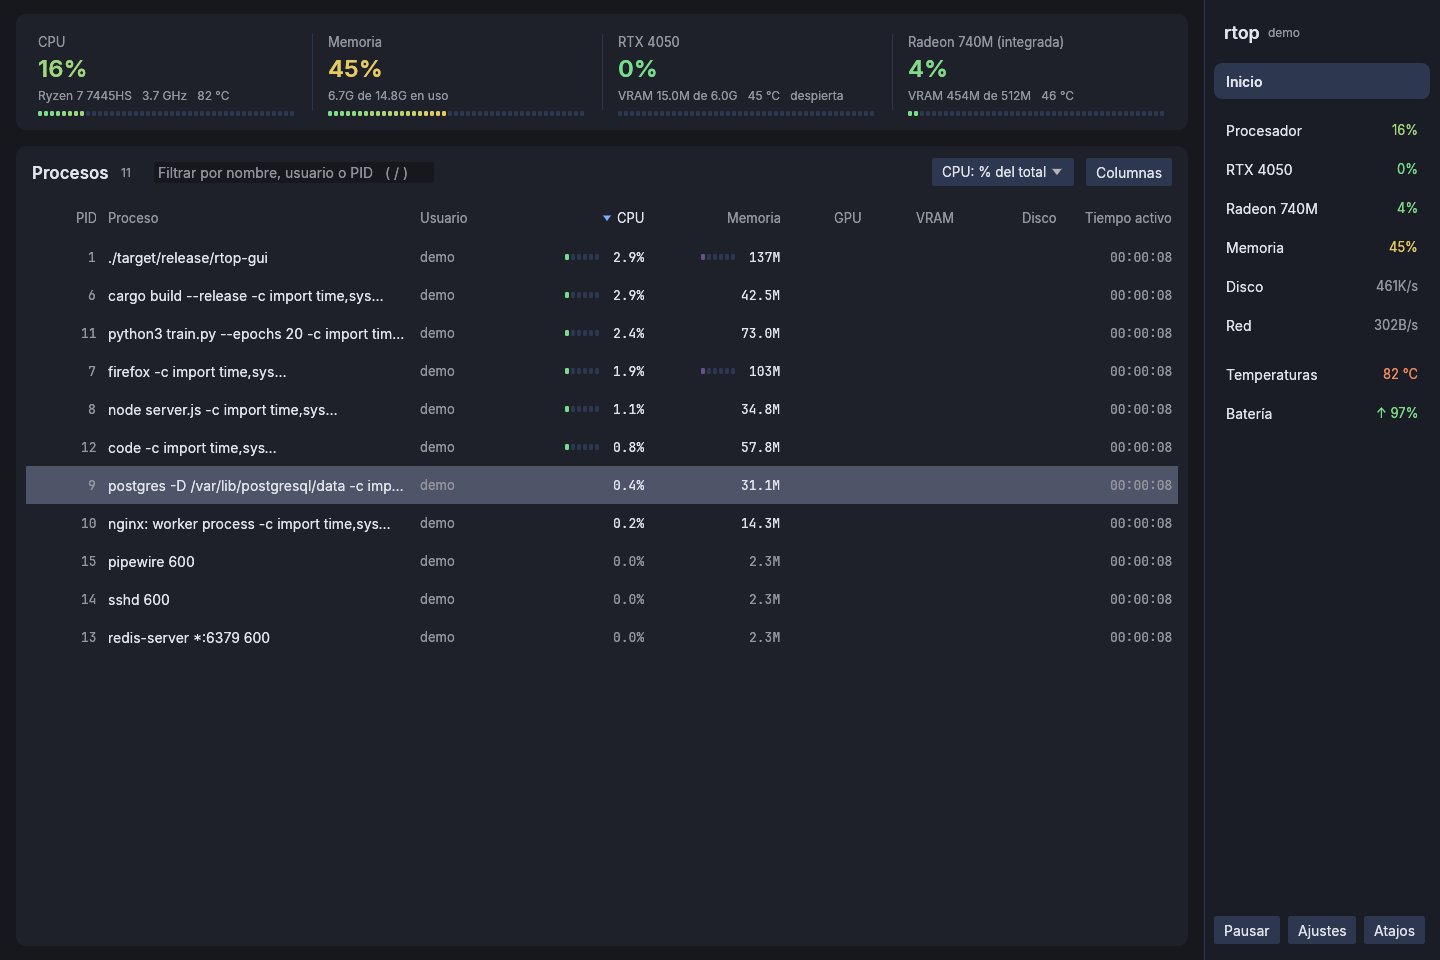 CPU
16%
Ryzen 7 7445HS 3.7 GHz 82 °C
Memoria
45%
6.7G de 14.8G en uso
RTX 4050
0%
VRAM 15.0M de 6.0G 45 °C despierta
Radeon 740M (integrada)
4%
VRAM 454M de 512M 46 °C
Procesos 11 Filtrar por nombre, usuario o PID ( / ) CPU: % del total Columnas
PID Proceso Usuario CPU Memoria GPU VRAM Disco Tiempo activo
1 ./target/release/rtop-gui demo 2.9% 137M 00:00:08
6 cargo build --release -c import time,sys... demo 2.9% 42.5M 00:00:08
11 python3 train.py --epochs 20 -c import tim... demo 2.4% 73.0M 00:00:08
7 firefox -c import time,sys... demo 1.9% 103M 00:00:08
8 node server.js -c import time,sys... demo 1.1% 34.8M 00:00:08
12 code -c import time,sys... demo 0.8% 57.8M 00:00:08
9 postgres -D /var/lib/postgresql/data -c imp... demo 0.4% 31.1M 00:00:08
10 nginx: worker process -c import time,sys... demo 0.2% 14.3M 00:00:08
15 pipewire 600 demo 0.0% 2.3M 00:00:08
14 sshd 600 demo 0.0% 2.3M 00:00:08
13 redis-server *:6379 600 demo 0.0% 2.3M 00:00:08
rtop demo
Inicio
Procesador 16%
RTX 4050 0%
Radeon 740M 4%
Memoria 45%
Disco 461K/s
Red 302B/s
Temperaturas 82 °C
Batería ↑ 97%
Pausar Ajustes Atajos